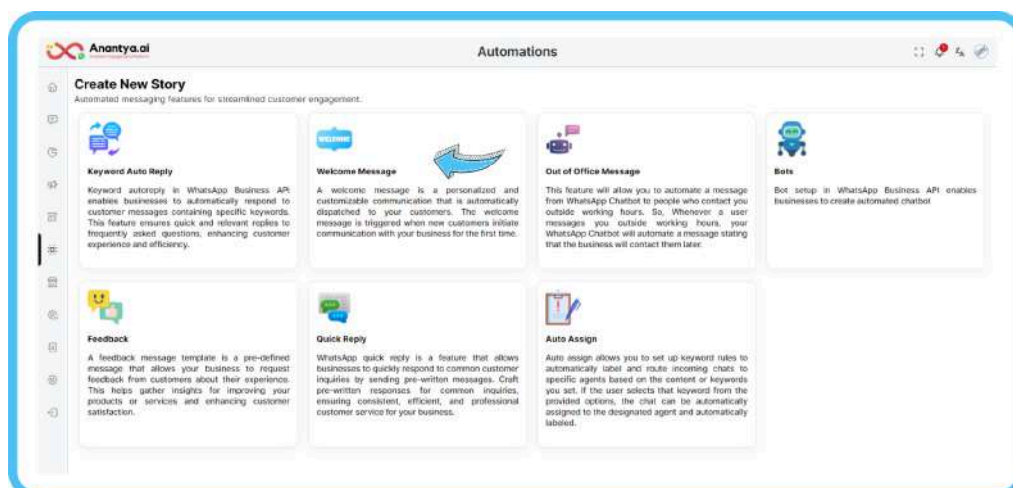 Anantya.ai
Automations
Create New Story
Automated messaging features for streamlined customer engagement.
Keyword Auto Reply
Keyword autoreply in WhatsApp Business API
enables businesses to automatically respond to
customer messages containing specific keywords.
This feature ensures quick and relevant replies to
frequently asked questions, enhancing customer
experience and efficiency.
WELCOME
Welcome Message
A welcome message is a personalized and
customizable communication that is automatically
dispatched to your customers. The welcome
message is triggered when new customers initiate
communication with your business for the first time.
Out of Office Message
This feature will allow you to automate a message
from WhatsApp Chatbot to people who contact you
outside working hours. So, Whenever a user
messages you outside working hours, your
WhatsApp Chatbot will automate a message stating
that the business will contact them later.
Bots
Bot setup in WhatsApp Business API enables
businesses to create automated chatbot
Feedback
A feedback message template is a pre-defined
message that allows your business to request
feedback from customers about their experience.
This helps gather insights for improving your
products or services and enhancing customer
satisfaction.
Quick Reply
WhatsApp quick reply is a feature that allows
businesses to quickly respond to common customer
inquiries by sending pre-written messages. Craft
pre-written responses for common inquiries,
ensuring consistent, efficient, and professional
customer service for your business.
Auto Assign
Auto assign allows you to set up keyword rules to
automatically label and route incoming chats to
specific agents based on the content or keywords
you set. If the user selects that keyword from the
provided options, the chat can be automatically
assigned to the designated agent and automatically
labeled.